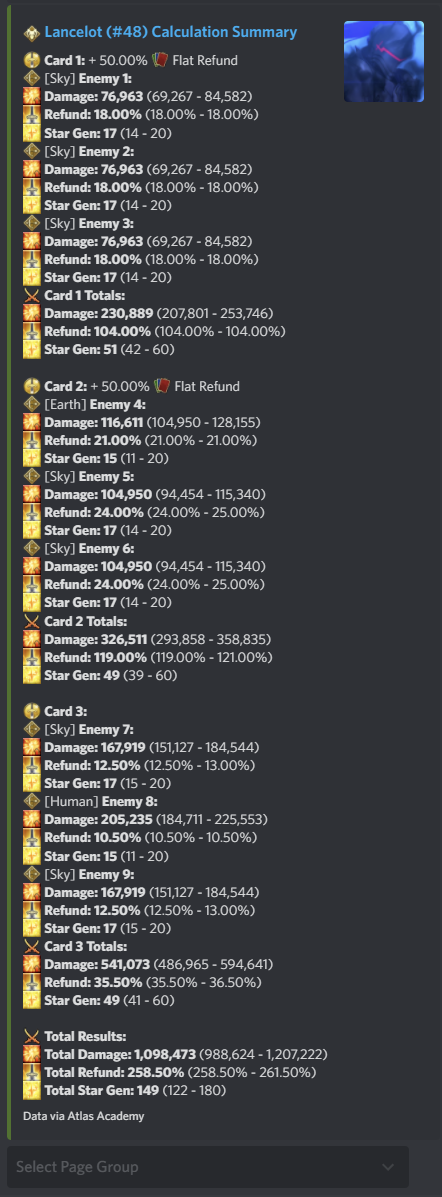 Lancelot (#48) Calculation Summary
Card 1: + 50.00% Flat Refund
[Sky] Enemy 1:
Damage: 76,963 (69,267 - 84,582)
Refund: 18.00% (18.00% - 18.00%)
Star Gen: 17 (14 - 20)
[Sky] Enemy 2:
Damage: 76,963 (69,267 - 84,582)
Refund: 18.00% (18.00% - 18.00%)
Star Gen: 17 (14 - 20)
[Sky] Enemy 3:
Damage: 76,963 (69,267 - 84,582)
Refund: 18.00% (18.00% - 18.00%)
Star Gen: 17 (14 - 20)
Card 1 Totals:
Damage: 230,889 (207,801 - 253,746)
Refund: 104.00% (104.00% - 104.00%)
Star Gen: 51 (42 - 60)
Card 2: + 50.00% Flat Refund
[Earth] Enemy 4:
Damage: 116,611 (104,950 - 128,155)
Refund: 21.00% (21.00% - 21.00%)
Star Gen: 15 (11 - 20)
[Sky] Enemy 5:
Damage: 104,950 (94,454 - 115,340)
Refund: 24.00% (24.00% - 25.00%)
Star Gen: 17 (14 - 20)
[Sky] Enemy 6:
Damage: 104,950 (94,454 - 115,340)
Refund: 24.00% (24.00% - 25.00%)
Star Gen: 17 (14 - 20)
Card 2 Totals:
Damage: 326,511 (293,858 - 358,835)
Refund: 119.00% (119.00% - 121.00%)
Star Gen: 49 (39 - 60)
Card 3:
[Sky] Enemy 7:
Damage: 167,919 (151,127 - 184,544)
Refund: 12.50% (12.50% - 13.00%)
Star Gen: 17 (15 - 20)
[Human] Enemy 8:
Damage: 205,235 (184,711 - 225,553)
Refund: 10.50% (10.50% - 10.50%)
Star Gen: 15 (11 - 20)
[Sky] Enemy 9:
Damage: 167,919 (151,127 - 184,544)
Refund: 12.50% (12.50% - 13.00%)
Star Gen: 17 (15 - 20)
Card 3 Totals:
Damage: 541,073 (486,965 - 594,641)
Refund: 35.50% (35.50% - 36.50%)
Star Gen: 49 (41 - 60)
Total Results:
Total Damage: 1,098,473 (988,624 - 1,207,222)
Total Refund: 258.50% (258.50% - 261.50%)
Total Star Gen: 149 (122 - 180)
Data via Atlas Academy
Select Page Group